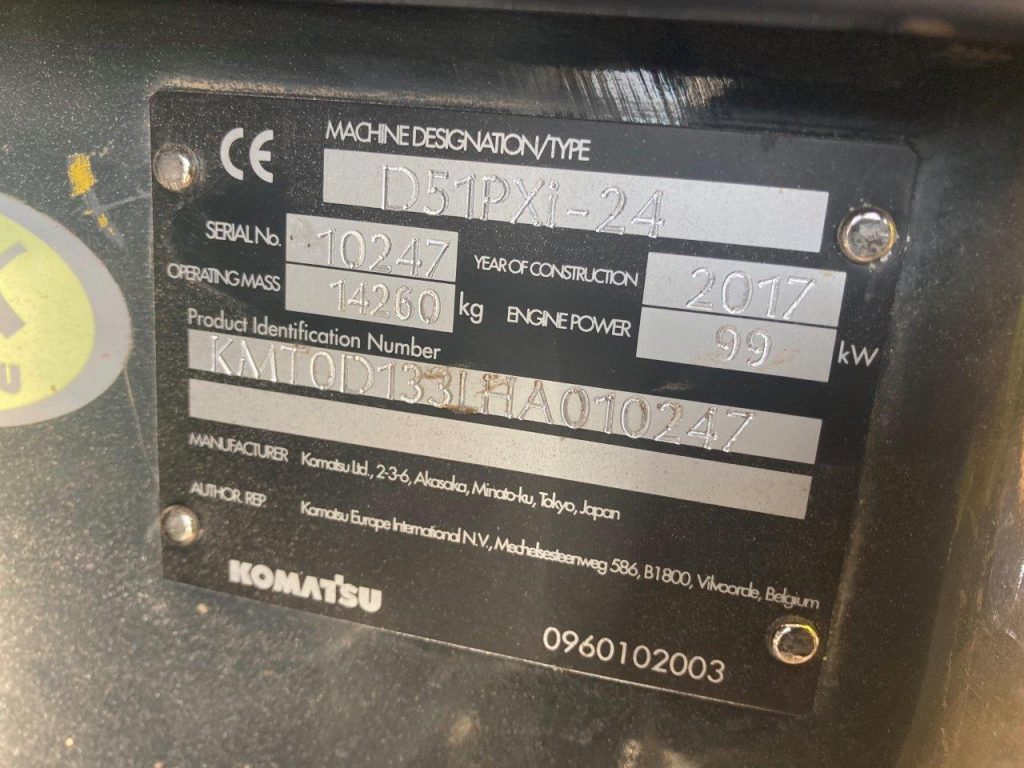 CE
MACHINE DESIGNATION/TYPE
D51PXi-24
SERIAL No. 10247 YEAR OF CONSTRUCTION 2017
OPERATING MASS 14260 kg ENGINE POWER 99 kW
Product Identification Number
KMT0D133LHA010247
MANUFACTURER Komatsu Ltd., 2-3-6, Akasaka, Minato-ku, Tokyo, Japan
AUTHOR. REP. Komatsu Europe International N.V., Mechelsesteenweg 586, B1800, Vilvoorde, Belgium
KOMATSU
0960102003